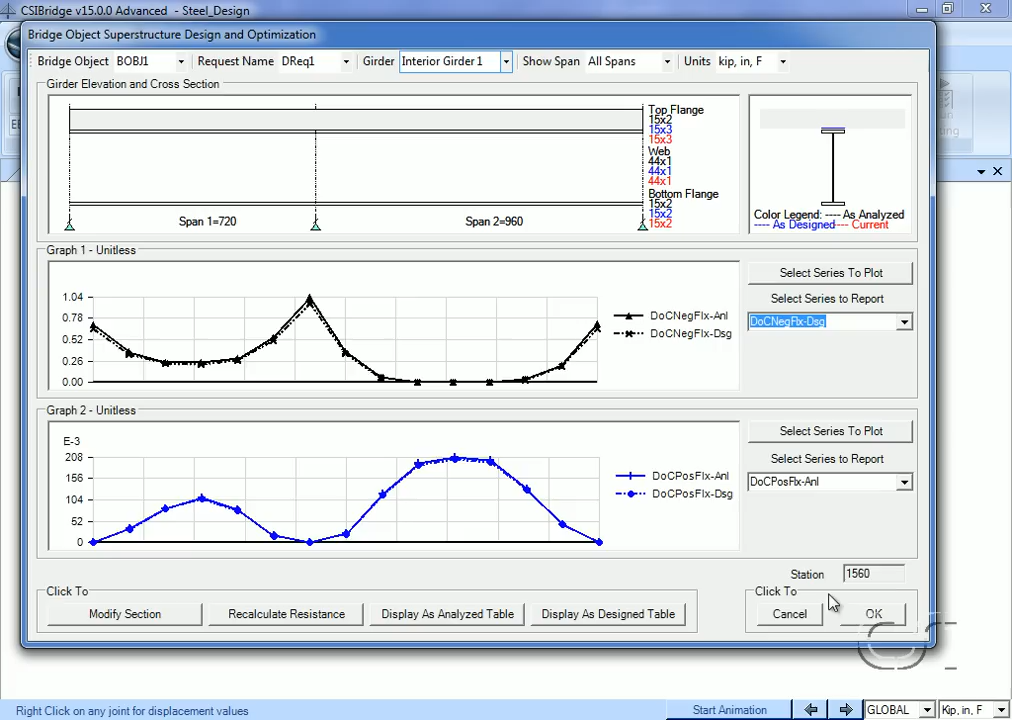 CSIBridge v15.0.0 Advanced - Steel_Design
Bridge Object Superstructure Design and Optimization
Bridge Object BOBJ1 Request Name DReq1 Girder Interior Girder 1 Show Span All Spans Units kip, in, F
Girder Elevation and Cross Section
Top Flange
15x2
15x3
15x3
Web
44x1
44x1
44x1
Bottom Flange
15x2
15x2
15x2
Span 1=720 Span 2=960
Color Legend: ---- As Analyzed
---- As Designed ---- Current
Graph 1 - Unitless
1.04
0.78
0.52
0.26
0.00
DoCNegFlx-Anl
DoCNegFlx-Dsg
Select Series To Plot
Select Series to Report
DoCNegFlx-Dsg
Graph 2 - Unitless
E-3
208
156
104
52
0
DoCPosFlx-Anl
DoCPosFlx-Dsg
Select Series To Plot
Select Series to Report
DoCPosFlx-Anl
Station 1560
Click To
Modify Section Recalculate Resistance Display As Analyzed Table Display As Designed Table
Click To
Cancel OK
Right Click on any joint for displacement values
Start Animation GLOBAL Kip, in, F